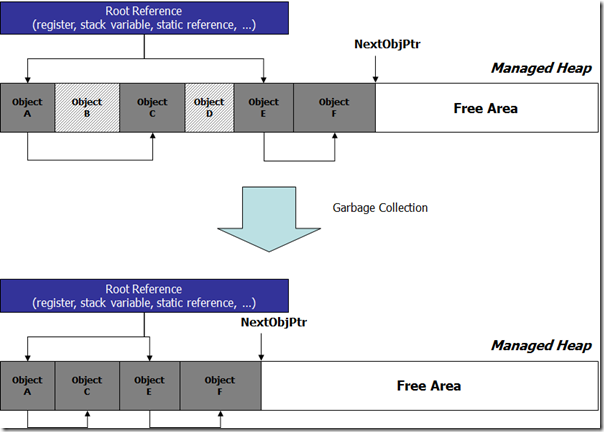 Root Reference
(register, stack variable, static reference, ...)
NextObjPtr
Managed Heap
Object
A
Object
B
Object
C
Object
D
Object
E
Object
F
Free Area
Garbage Collection
Root Reference
(register, stack variable, static reference, ...)
NextObjPtr
Managed Heap
Object
A
Object
C
Object
E
Object
F
Free Area